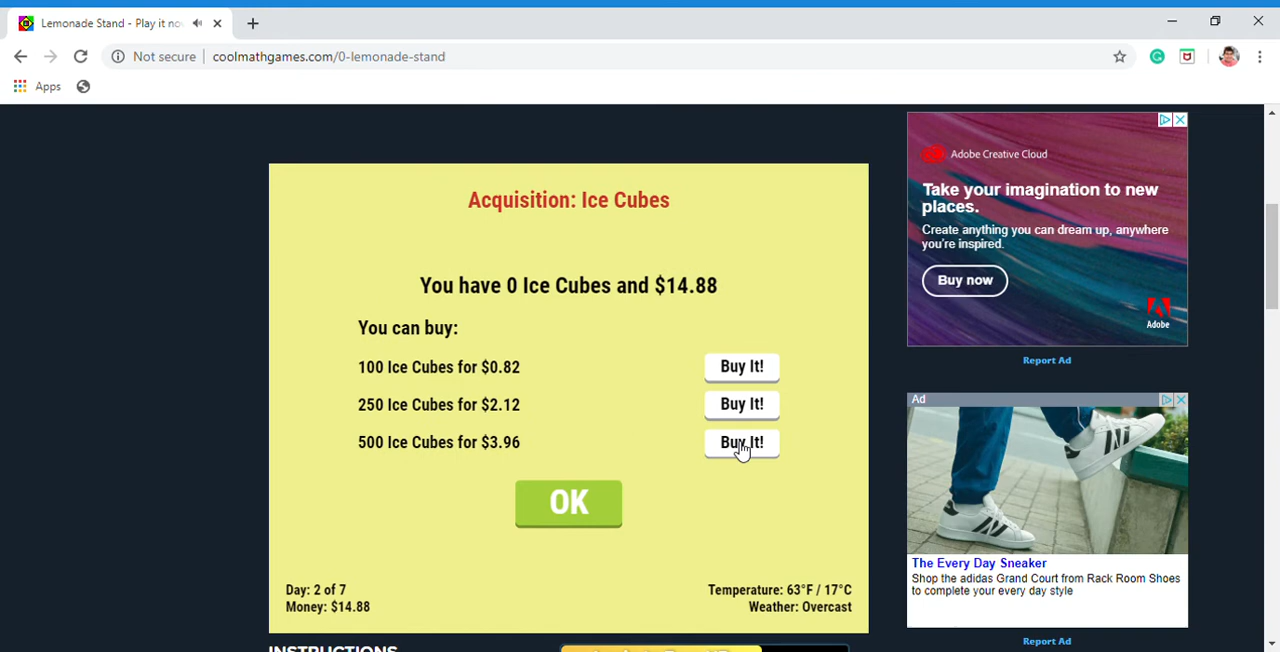 Lemonade Stand - Play it no
Not secure
coolmathgames.com/0-lemonade-stand
Apps
Acquisition: Ice Cubes
You have 0 Ice Cubes and $14.88
You can buy:
100 Ice Cubes for $0.82
Buy It!
250 Ice Cubes for $2.12
Buy It!
500 Ice Cubes for $3.96
Buy It!
OK
Day: 2 of 7
Money: $14.88
Temperature: 63°F / 17°C
Weather: Overcast
INSTRUCTIONS
Adobe Creative Cloud
Take your imagination to new
places.
Create anything you can dream up, anywhere
you're inspired.
Buy now
Adobe
Report Ad
Ad
The Every Day Sneaker
Shop the adidas Grand Court from Rack Room Shoes
to complete your every day style
Report Ad